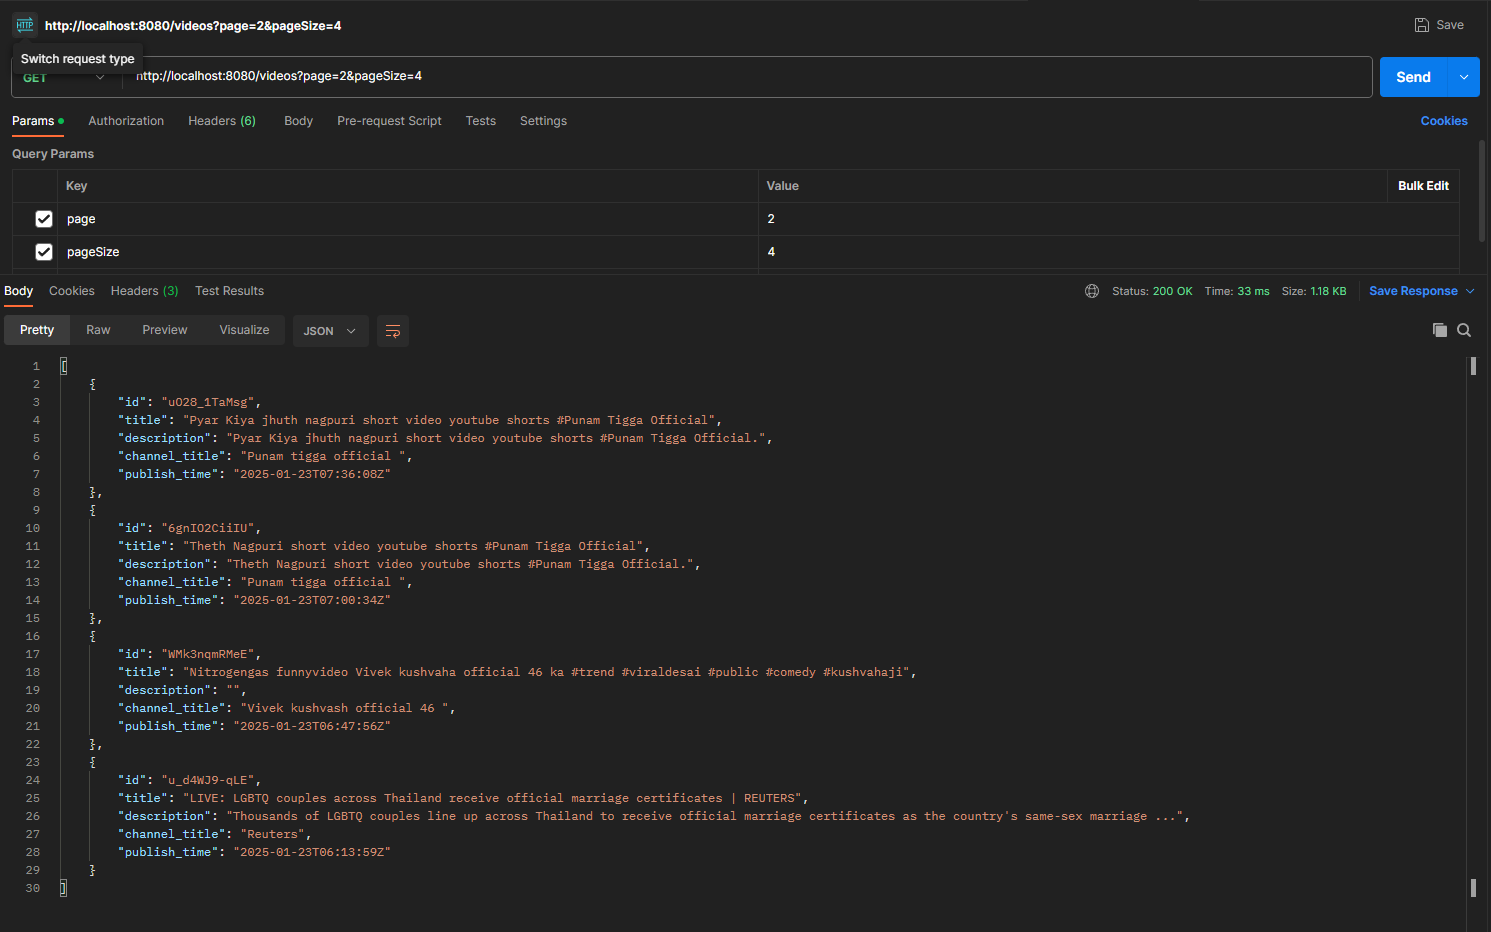 HTTP http://localhost:8080/videos?page=2&pageSize=4 Save
Switch request type
GET http://localhost:8080/videos?page=2&pageSize=4 Send
Params Authorization Headers (6) Body Pre-request Script Tests Settings Cookies
Query Params
Key Value Bulk Edit
page 2
pageSize 4
Body Cookies Headers (3) Test Results Status: 200 OK Time: 33 ms Size: 1.18 KB Save Response
Pretty Raw Preview Visualize JSON
1 [
2 {
3 "id": "uO28_1TaMsg",
4 "title": "Pyar Kiya jhuth nagpuri short video youtube shorts #Punam Tigga Official",
5 "description": "Pyar Kiya jhuth nagpuri short video youtube shorts #Punam Tigga Official.",
6 "channel_title": "Punam tigga official ",
7 "publish_time": "2025-01-23T07:36:08Z"
8 },
9 {
10 "id": "6gnIO2CiiIU",
11 "title": "Theth Nagpuri short video youtube shorts #Punam Tigga Official",
12 "description": "Theth Nagpuri short video youtube shorts #Punam Tigga Official.",
13 "channel_title": "Punam tigga official ",
14 "publish_time": "2025-01-23T07:00:34Z"
15 },
16 {
17 "id": "WMk3nqmRMeE",
18 "title": "Nitrogengas funnyvideo Vivek kushvaha official 46 ka #trend #viraldesai #public #comedy #kushvahaji",
19 "description": "",
20 "channel_title": "Vivek kushvash official 46 ",
21 "publish_time": "2025-01-23T06:47:56Z"
22 },
23 {
24 "id": "u_d4WJ9-qLE",
25 "title": "LIVE: LGBTQ couples across Thailand receive official marriage certificates | REUTERS",
26 "description": "Thousands of LGBTQ couples line up across Thailand to receive official marriage certificates as the country's same-sex marriage ...",
27 "channel_title": "Reuters",
28 "publish_time": "2025-01-23T06:13:59Z"
29 }
30 ]